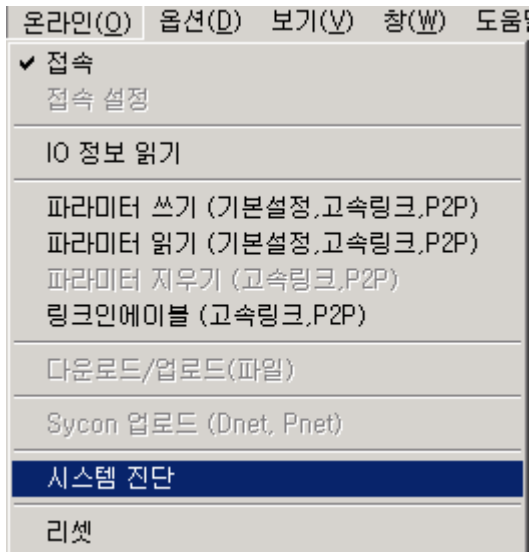 온라인(O) 옵션(D) 보기(V) 창(W) 도움
✔ 접속
접속 설정
IO 정보 읽기
파라미터 쓰기 (기본설정,고속링크,P2P)
파라미터 읽기 (기본설정,고속링크,P2P)
파라미터 지우기 (고속링크,P2P)
링크인에이블 (고속링크,P2P)
다운로드/업로드(파일)
Sycon 업로드 (Dnet, Pnet)
시스템 진단
리셋